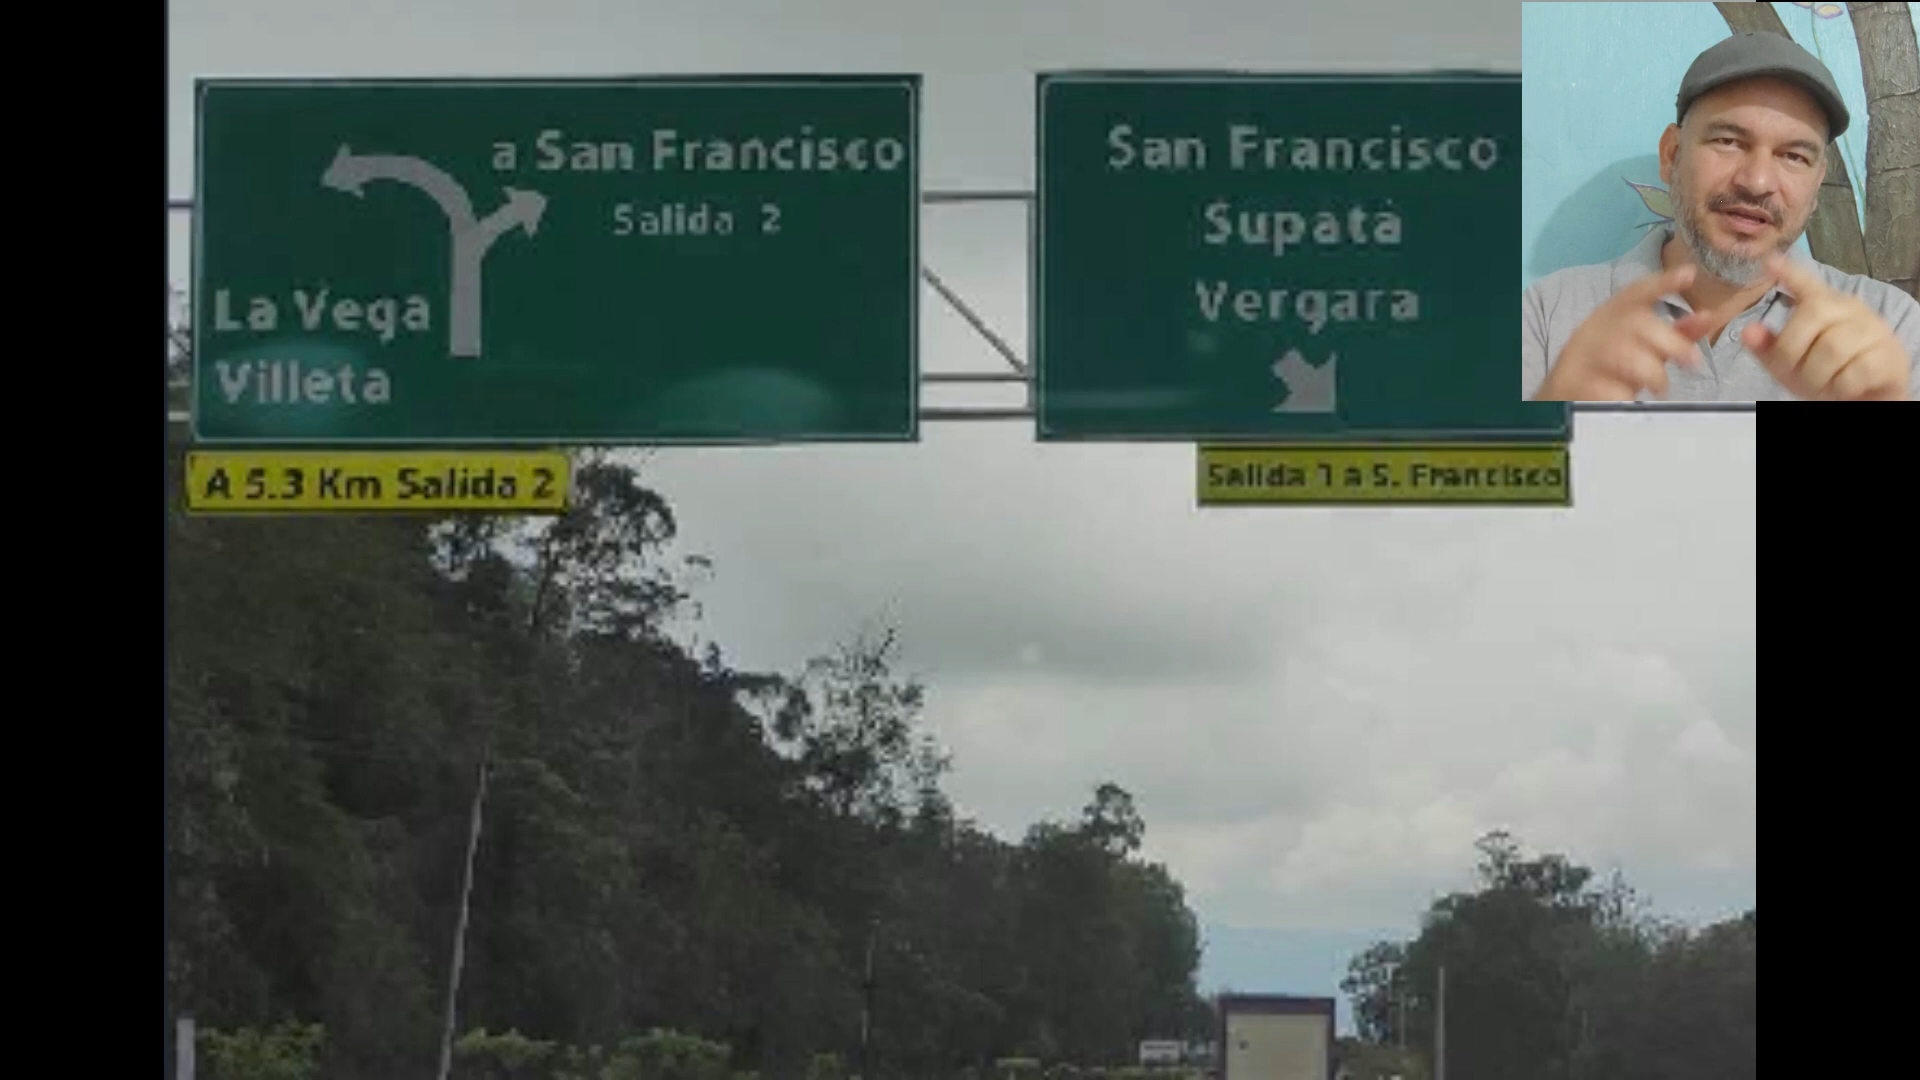 a San Francisco
Salida 2
La Vega
Villeta
A 5.3 Km Salida 2
San Francisco
Supatá
Vergara
Salida 1 a S. Francisco